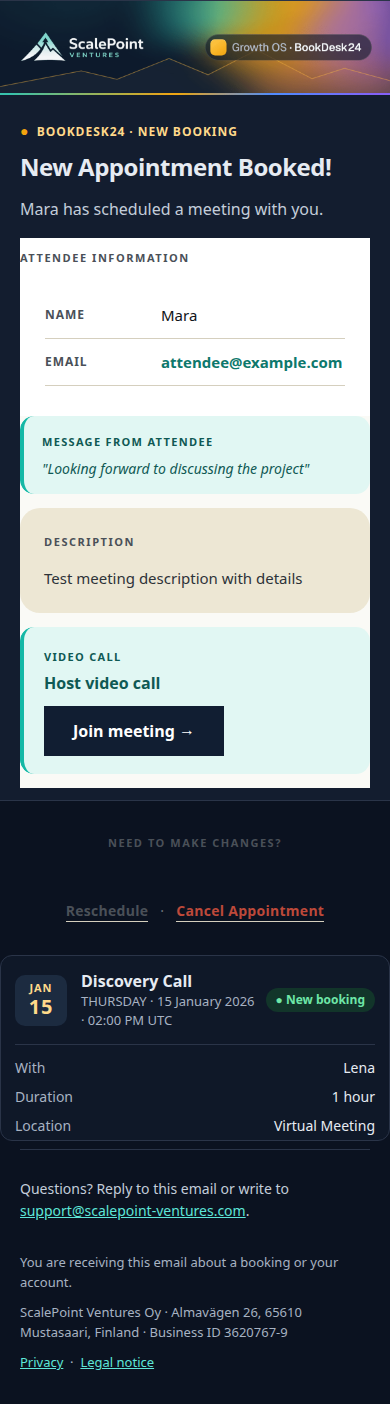 ScalePoint
VENTURES
Growth OS · BookDesk24
BOOKDESK24 · NEW BOOKING
New Appointment Booked!
Mara has scheduled a meeting with you.
ATTENDEE INFORMATION
NAME Mara
EMAIL attendee@example.com
MESSAGE FROM ATTENDEE
"Looking forward to discussing the project"
DESCRIPTION
Test meeting description with details
VIDEO CALL
Host video call
Join meeting →
NEED TO MAKE CHANGES?
Reschedule · Cancel Appointment
JAN
15
Discovery Call
THURSDAY · 15 January 2026
· 02:00 PM UTC
● New booking
With Lena
Duration 1 hour
Location Virtual Meeting
Questions? Reply to this email or write to
support@scalepoint-ventures.com.
You are receiving this email about a booking or your
account.
ScalePoint Ventures Oy · Almavägen 26, 65610
Mustasaari, Finland · Business ID 3620767-9
Privacy · Legal notice